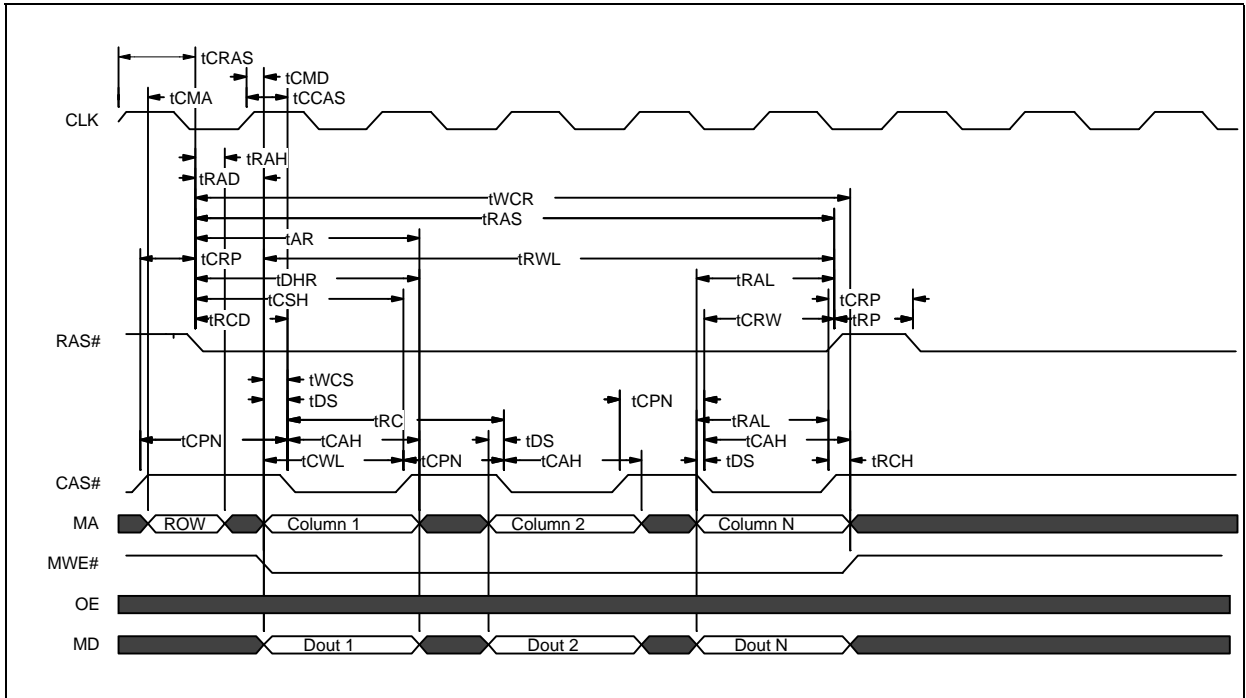 tCRAS
tCMD
tCMA
tCCAS
CLK
tRAH
tRAD
tWCR
tRAS
tAR
tCRP
tRWL
tDHR
tRAL
tCSH
tCRP
tRCD
tCRW
tRP
RAS#
tWCS
tDS
tCPN
tRC
tRAL
tCPN
tCAH
tDS
tCAH
tCWL
tCPN
tCAH
tDS
tRCH
CAS#
MA ROW Column 1 Column 2 Column N
MWE#
OE
MD Dout 1 Dout 2 Dout N